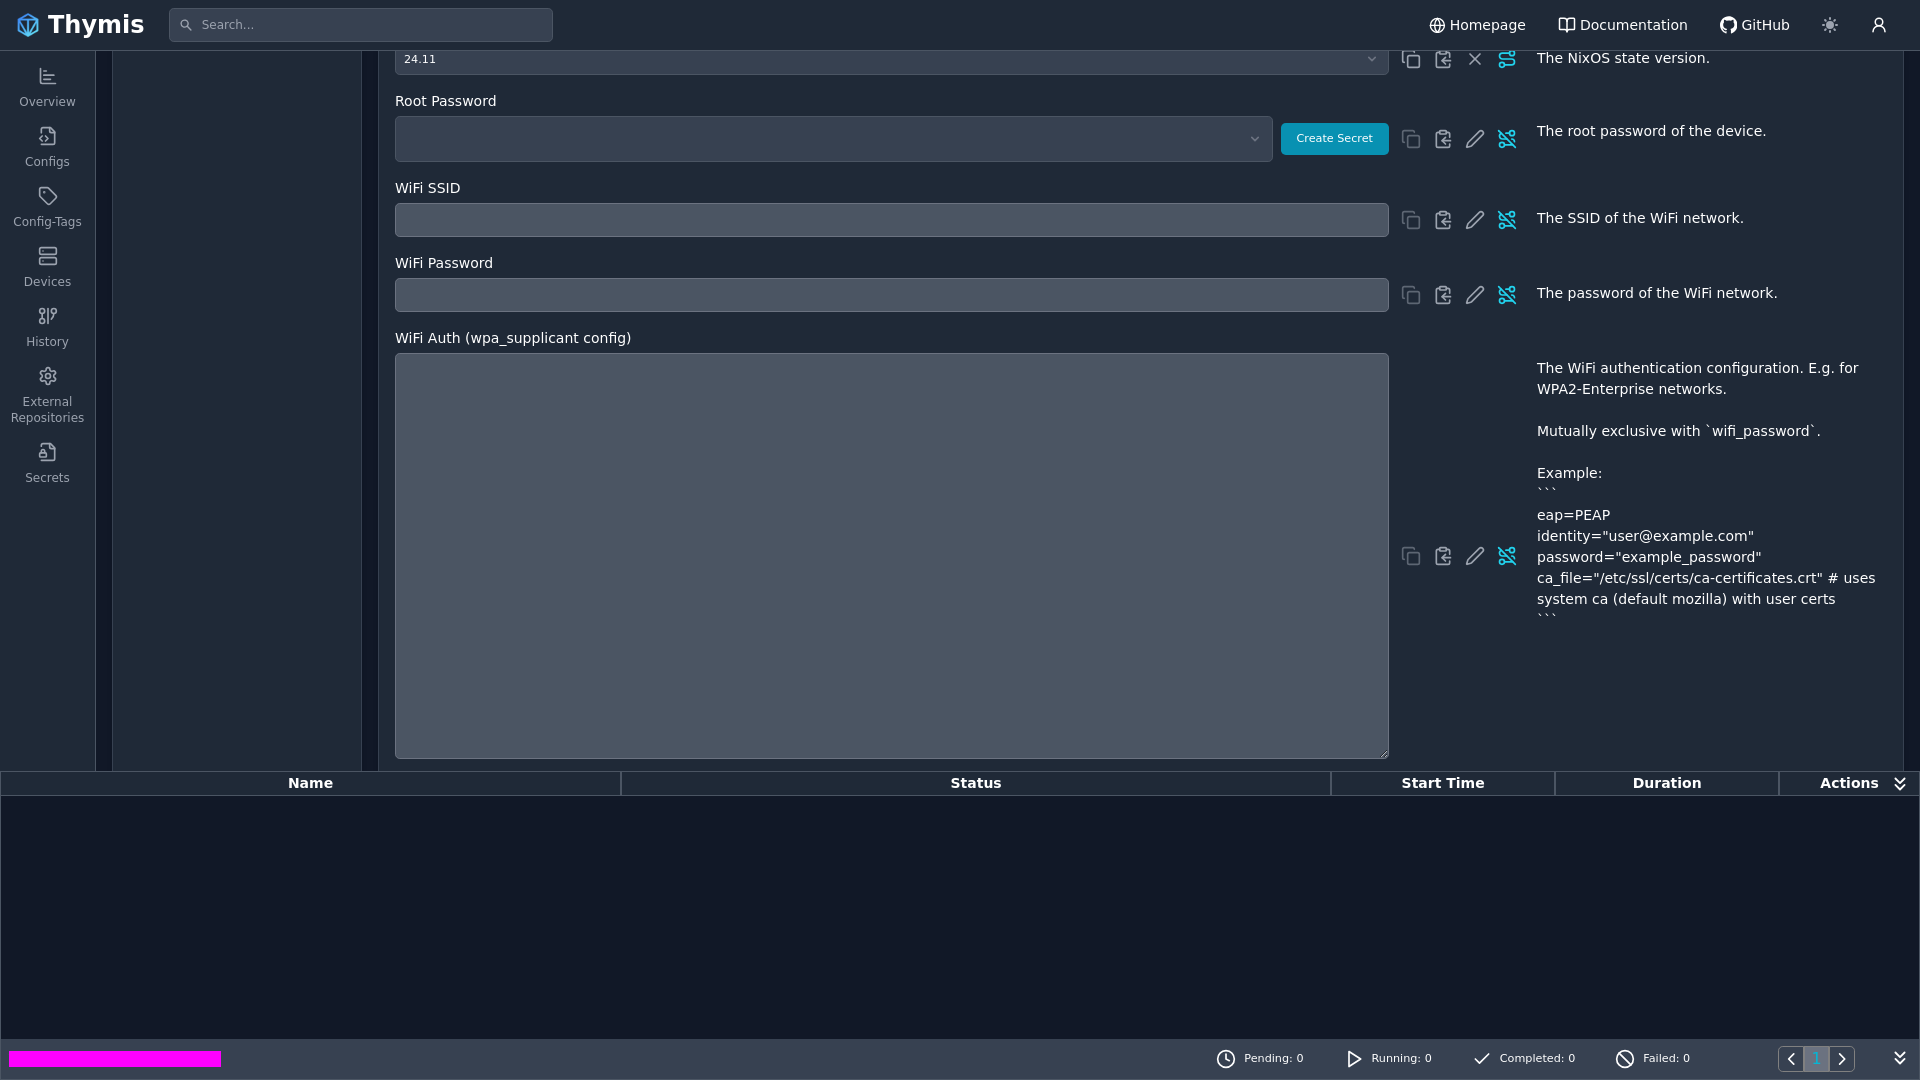 Thymis
Search...
Homepage
Documentation
GitHub
Overview
Configs
Config-Tags
Devices
History
External
Repositories
Secrets
24.11
The NixOS state version.
Root Password
Create Secret
The root password of the device.
WiFi SSID
The SSID of the WiFi network.
WiFi Password
The password of the WiFi network.
WiFi Auth (wpa_supplicant config)
The WiFi authentication configuration. E.g. for
WPA2-Enterprise networks.
Mutually exclusive with `wifi_password`.
Example:
```
eap=PEAP
identity="user@example.com"
password="example_password"
ca_file="/etc/ssl/certs/ca-certificates.crt" # uses
system ca (default mozilla) with user certs
```
Name
Status
Start Time
Duration
Actions
Pending: 0
Running: 0
Completed: 0
Failed: 0
1